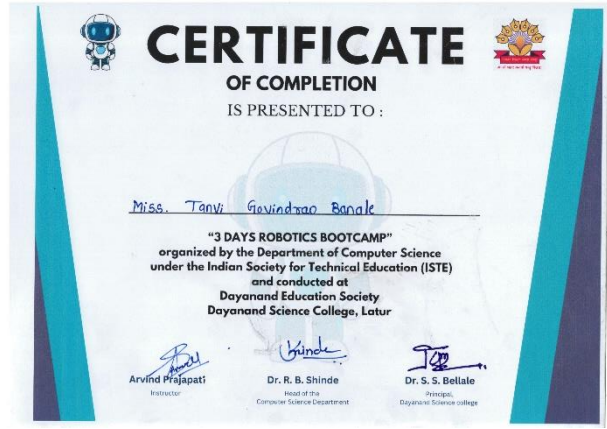 CERTIFICATE
OF COMPLETION
IS PRESENTED TO :
Miss. Tanvi Govindrao Banale
“3 DAYS ROBOTICS BOOTCAMP”
organized by the Department of Computer Science
under the Indian Society for Technical Education (ISTE)
and conducted at
Dayanand Education Society
Dayanand Science College, Latur
Arvind Prajapati
Instructor
Dr. R. B. Shinde
Head of the
Computer Science Department
Dr. S. S. Bellale
Principal,
Dayanand Science college